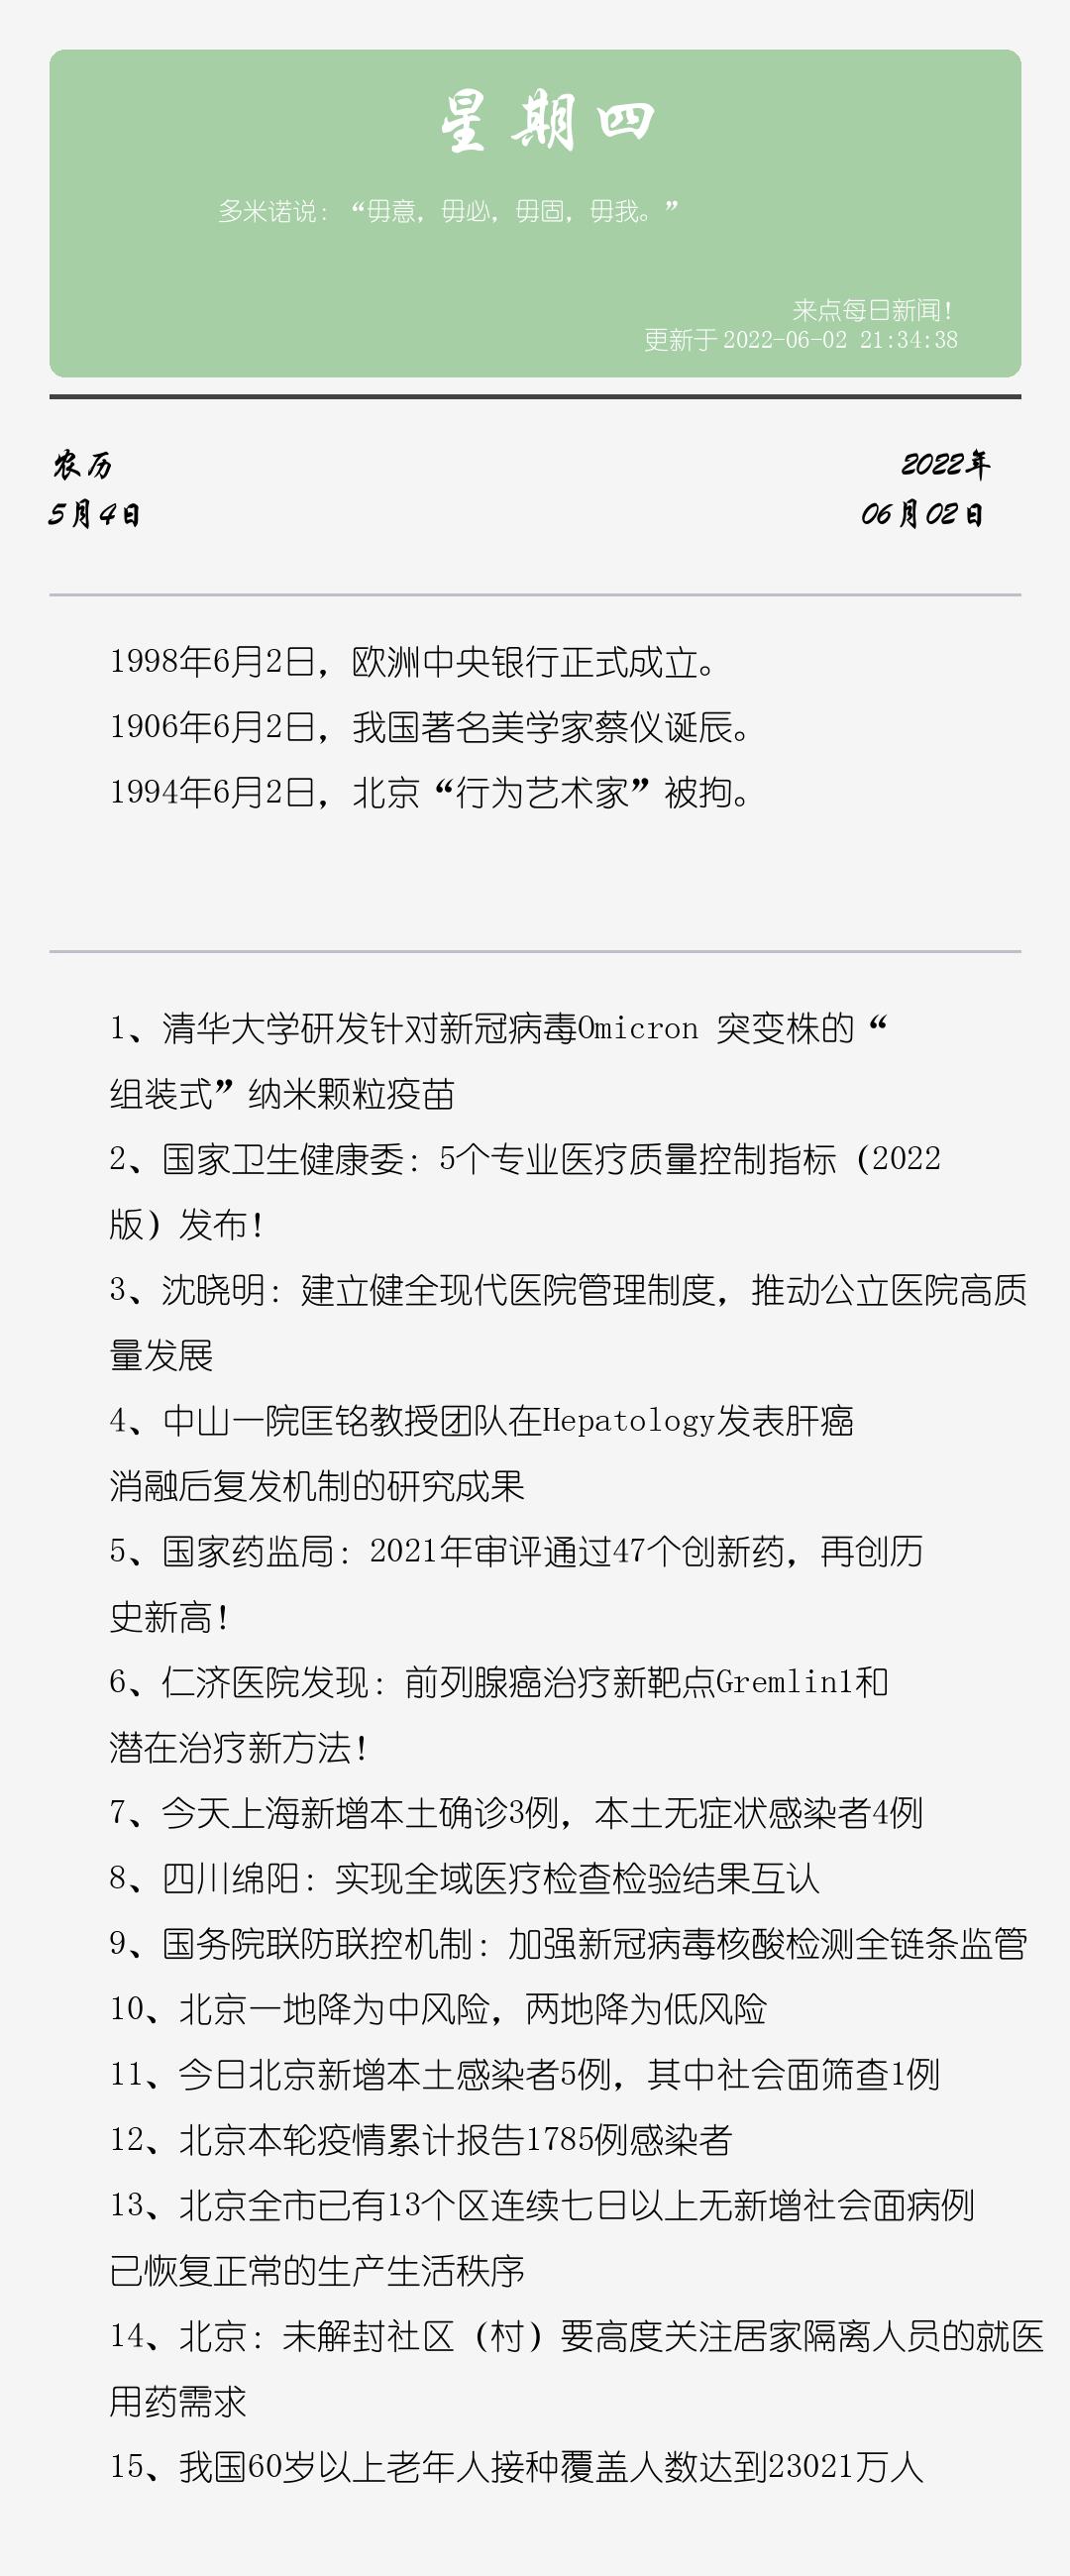 星期四
多米诺说：“毋意，毋必，毋固，毋我。”
来点每日新闻！
更新于 2022-06-02 21:34:38
农历
2022年
5月4日
06月02日
1998年6月2日，欧洲中央银行正式成立。
1906年6月2日，我国著名美学家蔡仪诞辰。
1994年6月2日，北京“行为艺术家”被拘。
1、清华大学研发针对新冠病毒Omicron 突变株的“
组装式”纳米颗粒疫苗
2、国家卫生健康委：5个专业医疗质量控制指标（2022
版）发布！
3、沈晓明：建立健全现代医院管理制度，推动公立医院高质
量发展
4、中山一院匡铭教授团队在Hepatology发表肝癌
消融后复发机制的研究成果
5、国家药监局：2021年审评通过47个创新药，再创历
史新高！
6、仁济医院发现：前列腺癌治疗新靶点Gremlin1和
潜在治疗新方法！
7、今天上海新增本土确诊3例，本土无症状感染者4例
8、四川绵阳：实现全域医疗检查检验结果互认
9、国务院联防联控机制：加强新冠病毒核酸检测全链条监管
10、北京一地降为中风险，两地降为低风险
11、今日北京新增本土感染者5例，其中社会面筛查1例
12、北京本轮疫情累计报告1785例感染者
13、北京全市已有13个区连续七日以上无新增社会面病例
已恢复正常的生产生活秩序
14、北京：未解封社区（村）要高度关注居家隔离人员的就医
用药需求
15、我国60岁以上老年人接种覆盖人数达到23021万人